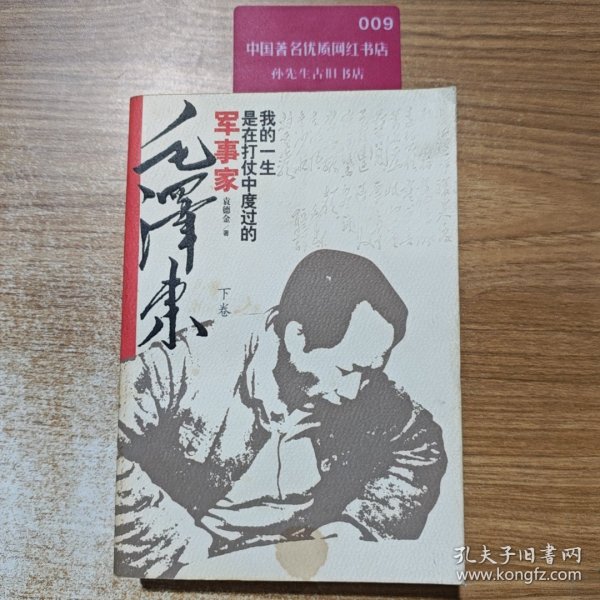 009
中国著名优质网红书店
孙先生古旧书店
我的一生
是在打仗中度过的
军事家
袁德金/著
毛泽东
下卷
孔夫子旧书网
www.kongfz.com